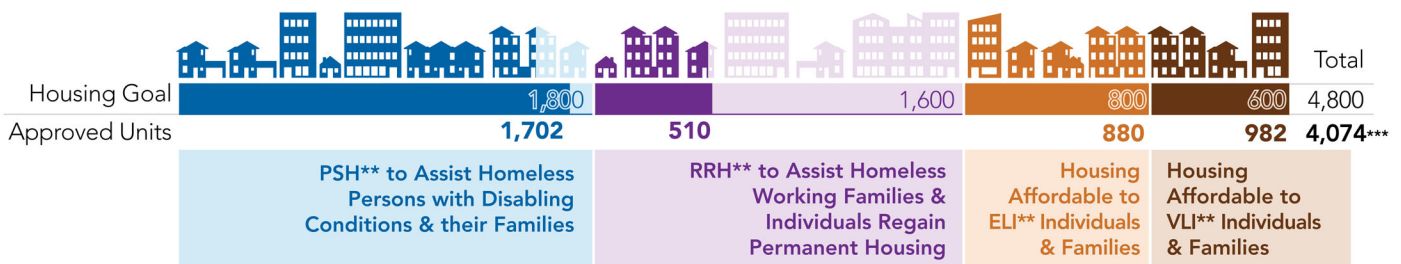 Total
Housing Goal 1,800 1,600 800 600 4,800
Approved Units 1,702 510 880 982 4,074***
PSH** to Assist Homeless
Persons with Disabling
Conditions & their Families
RRH** to Assist Homeless
Working Families &
Individuals Regain
Permanent Housing
Housing
Affordable to
ELI** Individuals
& Families
Housing
Affordable to
VLI** Individuals
& Families